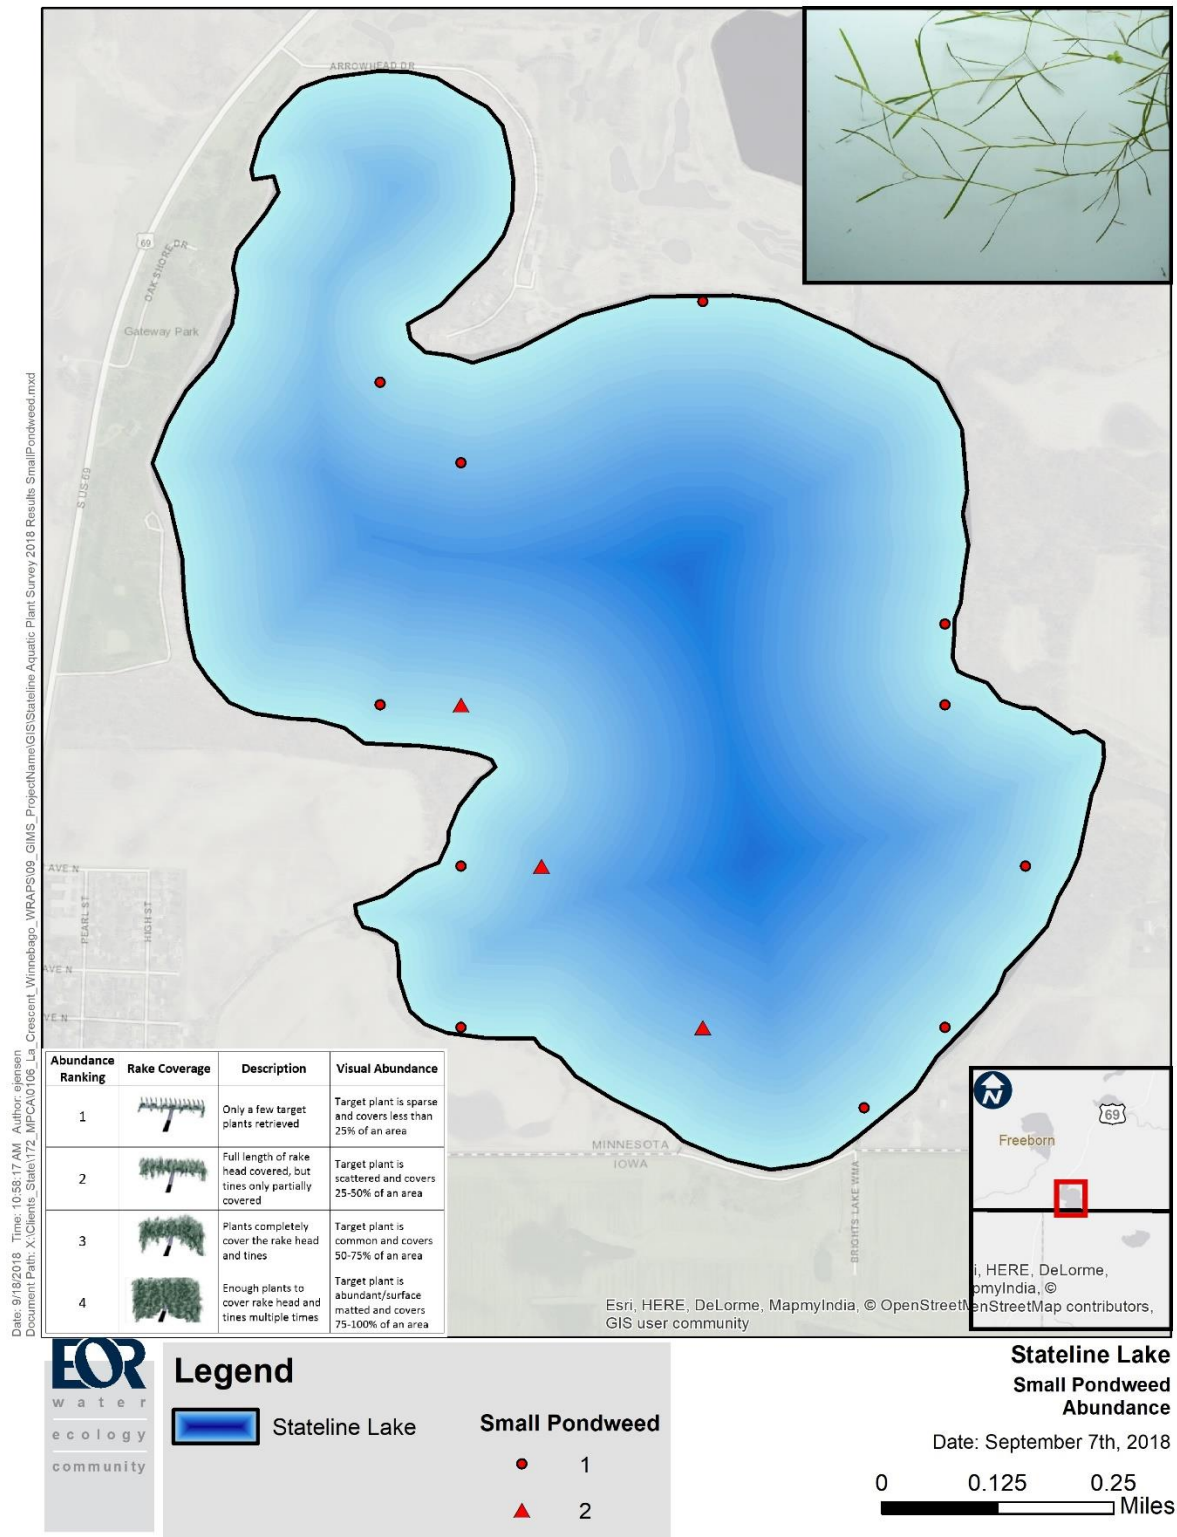 ARROWHEAD DR
69
OAK SHORE DR
Gateway Park
S US 69
AVE N
PEARL ST
HIGH ST
AVE N
VE N
MINNESOTA
IOWA
BRIGHTS LAKE WMA
Date: 9/18/2018 Time: 10:58:17 AM Author: ejensen
Document Path: X:\Clients_State\172_MPCA\0106_La_Crescent_Winnebago_WRAPS\09_GIMS_ProjectName\GIS\Stateline Aquatic Plant Survey 2018 Results SmallPondweed.mxd
Abundance Ranking
Rake Coverage
Description
Visual Abundance
1
Only a few target
plants retrieved
Target plant is sparse
and covers less than
25% of an area
2
Full length of rake
head covered, but
tines only partially
covered
Target plant is
scattered and covers
25-50% of an area
3
Plants completely
cover the rake head
and tines
Target plant is
common and covers
50-75% of an area
4
Enough plants to
cover rake head and
tines multiple times
Target plant is
abundant/surface
matted and covers
75-100% of an area
N
69
Freeborn
i, HERE, DeLorme,
pmyIndia, ©
enStreetMap contributors,
Esri, HERE, DeLorme, MapmyIndia, © OpenStreetM
GIS user community
EOR
water
ecology
community
Legend
Stateline Lake
Small Pondweed
1
2
Stateline Lake
Small Pondweed
Abundance
Date: September 7th, 2018
0 0.125 0.25
Miles